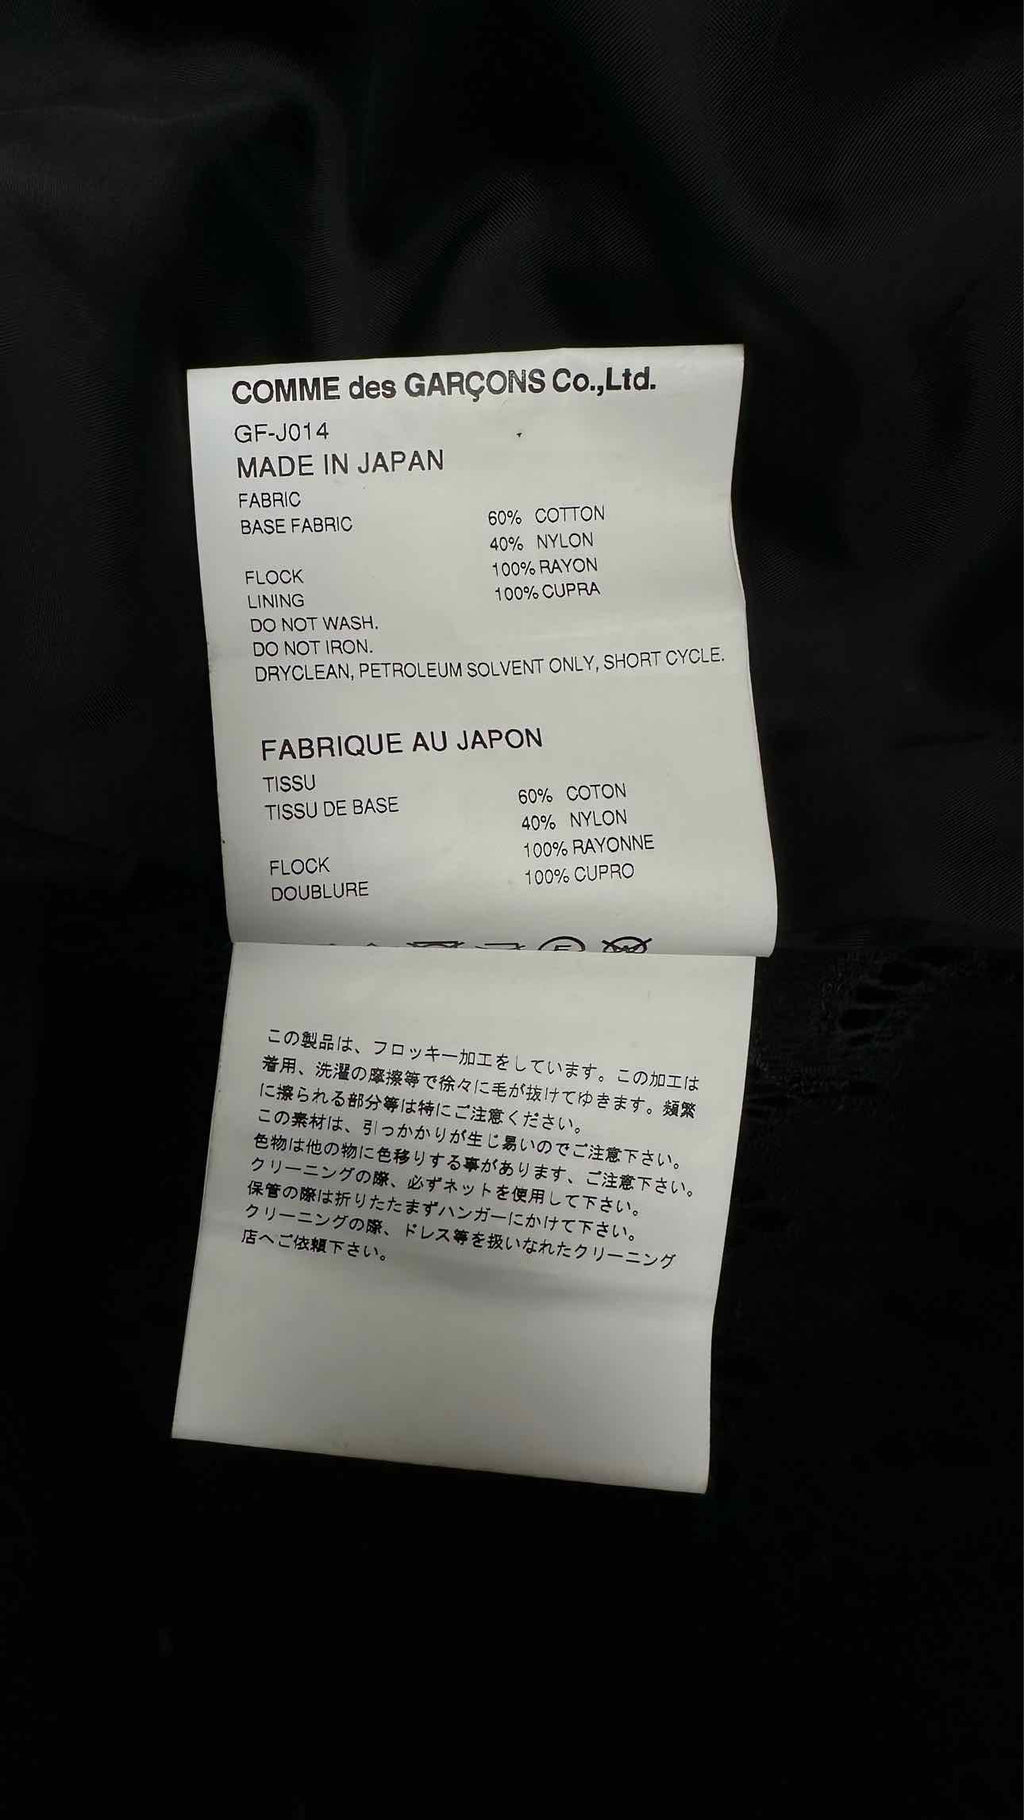 COMME des GARÇONS Co.,Ltd.
GF-J014
MADE IN JAPAN
FABRIC
BASE FABRIC 60% COTTON
40% NYLON
FLOCK 100% RAYON
LINING 100% CUPRA
DO NOT WASH.
DO NOT IRON.
DRYCLEAN, PETROLEUM SOLVENT ONLY, SHORT CYCLE.
FABRIQUE AU JAPON
TISSU
TISSU DE BASE 60% COTON
40% NYLON
FLOCK 100% RAYONNE
DOUBLURE 100% CUPRO
この製品は、フロッキー加工をしています。この加工は
着用、洗濯の摩擦等で徐々に毛が抜けてゆきます。頻繁
に擦られる部分等は特にご注意ください。
この素材は、引っかかりが生じ易いのでご注意下さい。
色物は他の物に色移りする事があります、ご注意下さい。
クリーニングの際、必ずネットを使用して下さい。
保管の際は折りたたまずハンガーにかけて下さい。
クリーニングの際、ドレス等を扱いなれたクリーニング
店へご依頼下さい。